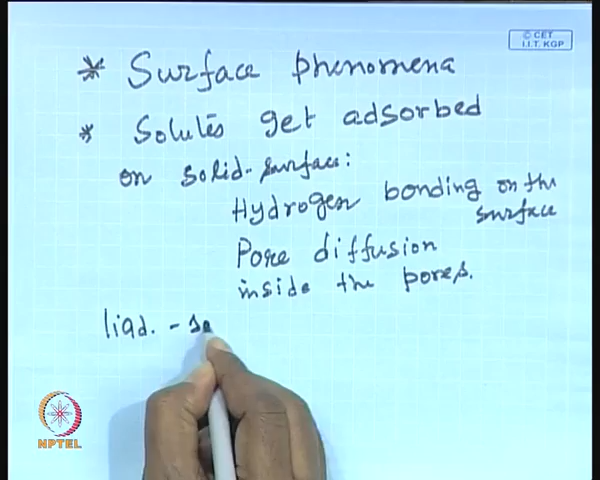 © CET
I.I.T. KGP
* Surface phenomena
* Solutes get adsorbed
on solid-surface:
Hydrogen bonding on the
surface
Pore diffusion
inside the pores.
liqd. - so
NPTEL